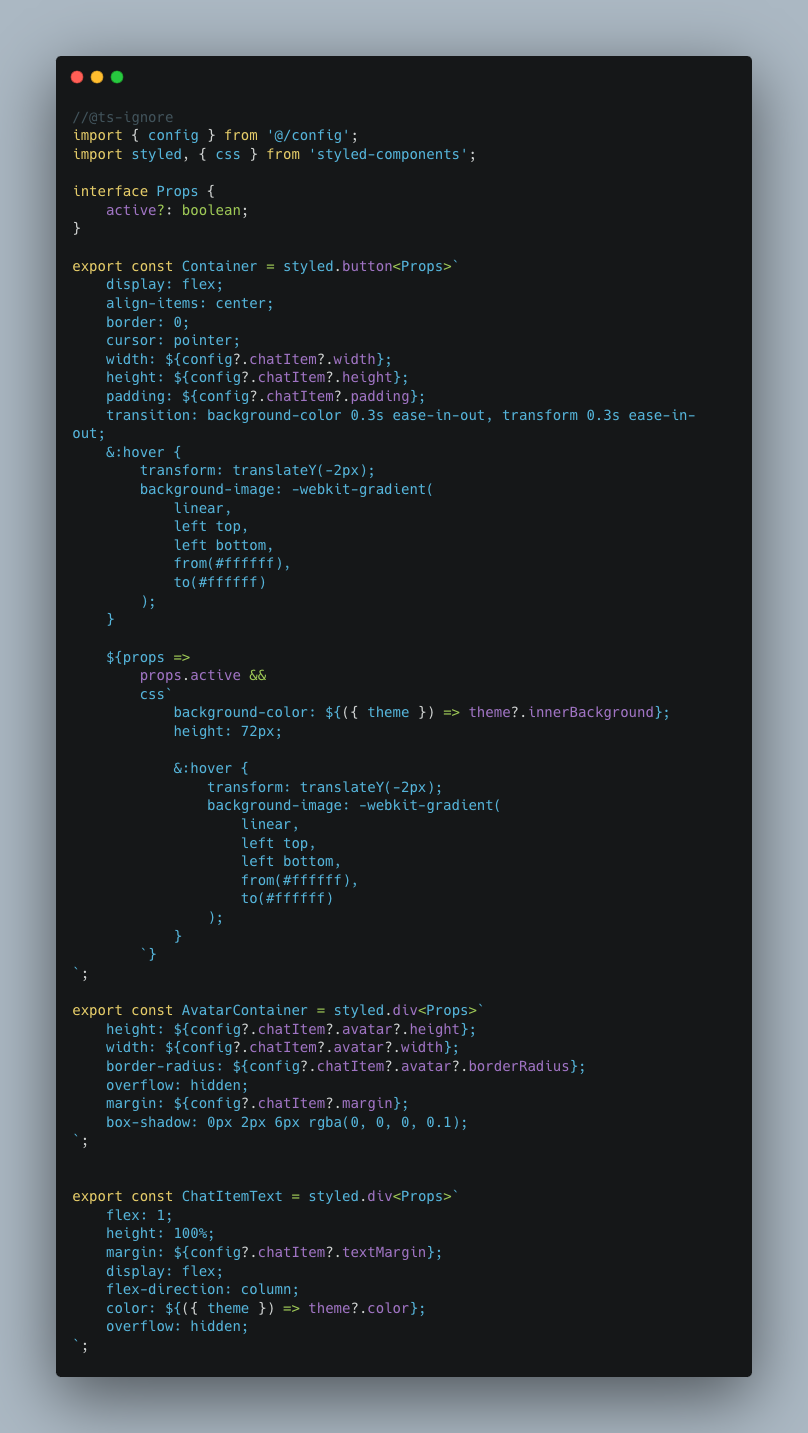 //@ts-ignore
import { config } from '@/config';
import styled, { css } from 'styled-components';

interface Props {
    active?: boolean;
}

export const Container = styled.button<Props>`
    display: flex;
    align-items: center;
    border: 0;
    cursor: pointer;
    width: ${config?.chatItem?.width};
    height: ${config?.chatItem?.height};
    padding: ${config?.chatItem?.padding};
    transition: background-color 0.3s ease-in-out, transform 0.3s ease-in-
out;
    &:hover {
        transform: translateY(-2px);
        background-image: -webkit-gradient(
            linear,
            left top,
            left bottom,
            from(#ffffff),
            to(#ffffff)
        );
    }

    ${props =>
        props.active &&
        css`
            background-color: ${({ theme }) => theme?.innerBackground};
            height: 72px;

            &:hover {
                transform: translateY(-2px);
                background-image: -webkit-gradient(
                    linear,
                    left top,
                    left bottom,
                    from(#ffffff),
                    to(#ffffff)
                );
            }
        `}
`;

export const AvatarContainer = styled.div<Props>`
    height: ${config?.chatItem?.avatar?.height};
    width: ${config?.chatItem?.avatar?.width};
    border-radius: ${config?.chatItem?.avatar?.borderRadius};
    overflow: hidden;
    margin: ${config?.chatItem?.margin};
    box-shadow: 0px 2px 6px rgba(0, 0, 0, 0.1);
`;


export const ChatItemText = styled.div<Props>`
    flex: 1;
    height: 100%;
    margin: ${config?.chatItem?.textMargin};
    display: flex;
    flex-direction: column;
    color: ${({ theme }) => theme?.color};
    overflow: hidden;
`;